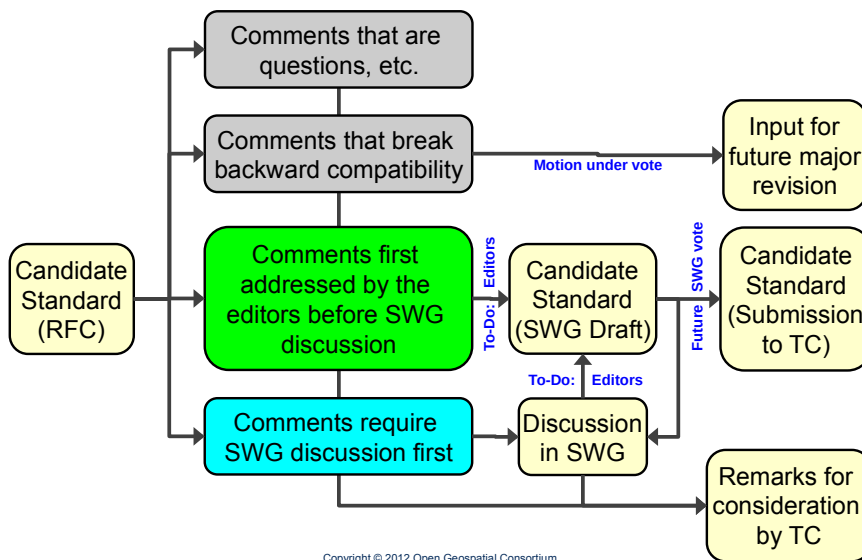 Comments that are
questions, etc.
Comments that break
backward compatibility
Motion under vote
Input for
future major
revision
Candidate
Standard
(RFC)
Comments first
addressed by the
editors before SWG
discussion
To-Do: Editors
Candidate
Standard
(SWG Draft)
Future SWG vote
Candidate
Standard
(Submission
to TC)
To-Do: Editors
Comments require
SWG discussion first
Discussion
in SWG
Remarks for
consideration
by TC
Copyright © 2012 Open Geospatial Consortium